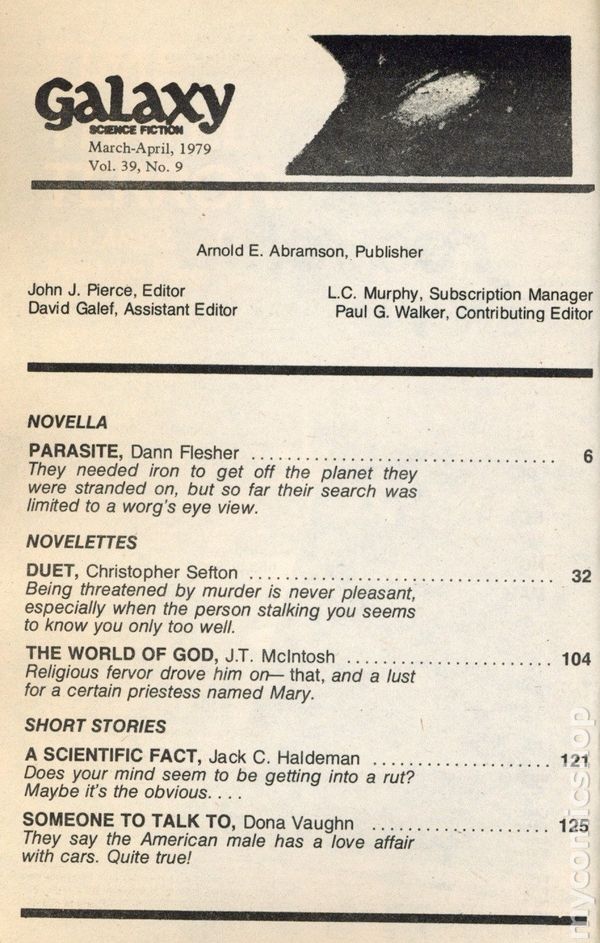 Galaxy
SCIENCE FICTION
March-April, 1979
Vol. 39, No. 9
Arnold E. Abramson, Publisher
John J. Pierce, Editor
David Galef, Assistant Editor
L.C. Murphy, Subscription Manager
Paul G. Walker, Contributing Editor
NOVELLA
PARASITE, Dann Flesher .................................. 6
They needed iron to get off the planet they
were stranded on, but so far their search was
limited to a worg's eye view.
NOVELETTES
DUET, Christopher Sefton .................................. 32
Being threatened by murder is never pleasant,
especially when the person stalking you seems
to know you only too well.
THE WORLD OF GOD, J.T. McIntosh ....................... 104
Religious fervor drove him on— that, and a lust
for a certain priestess named Mary.
SHORT STORIES
A SCIENTIFIC FACT, Jack C. Haldeman .................... 121
Does your mind seem to be getting into a rut?
Maybe it's the obvious. . . .
SOMEONE TO TALK TO, Dona Vaughn .................... 125
They say the American male has a love affair
with cars. Quite true!
mycomicshop